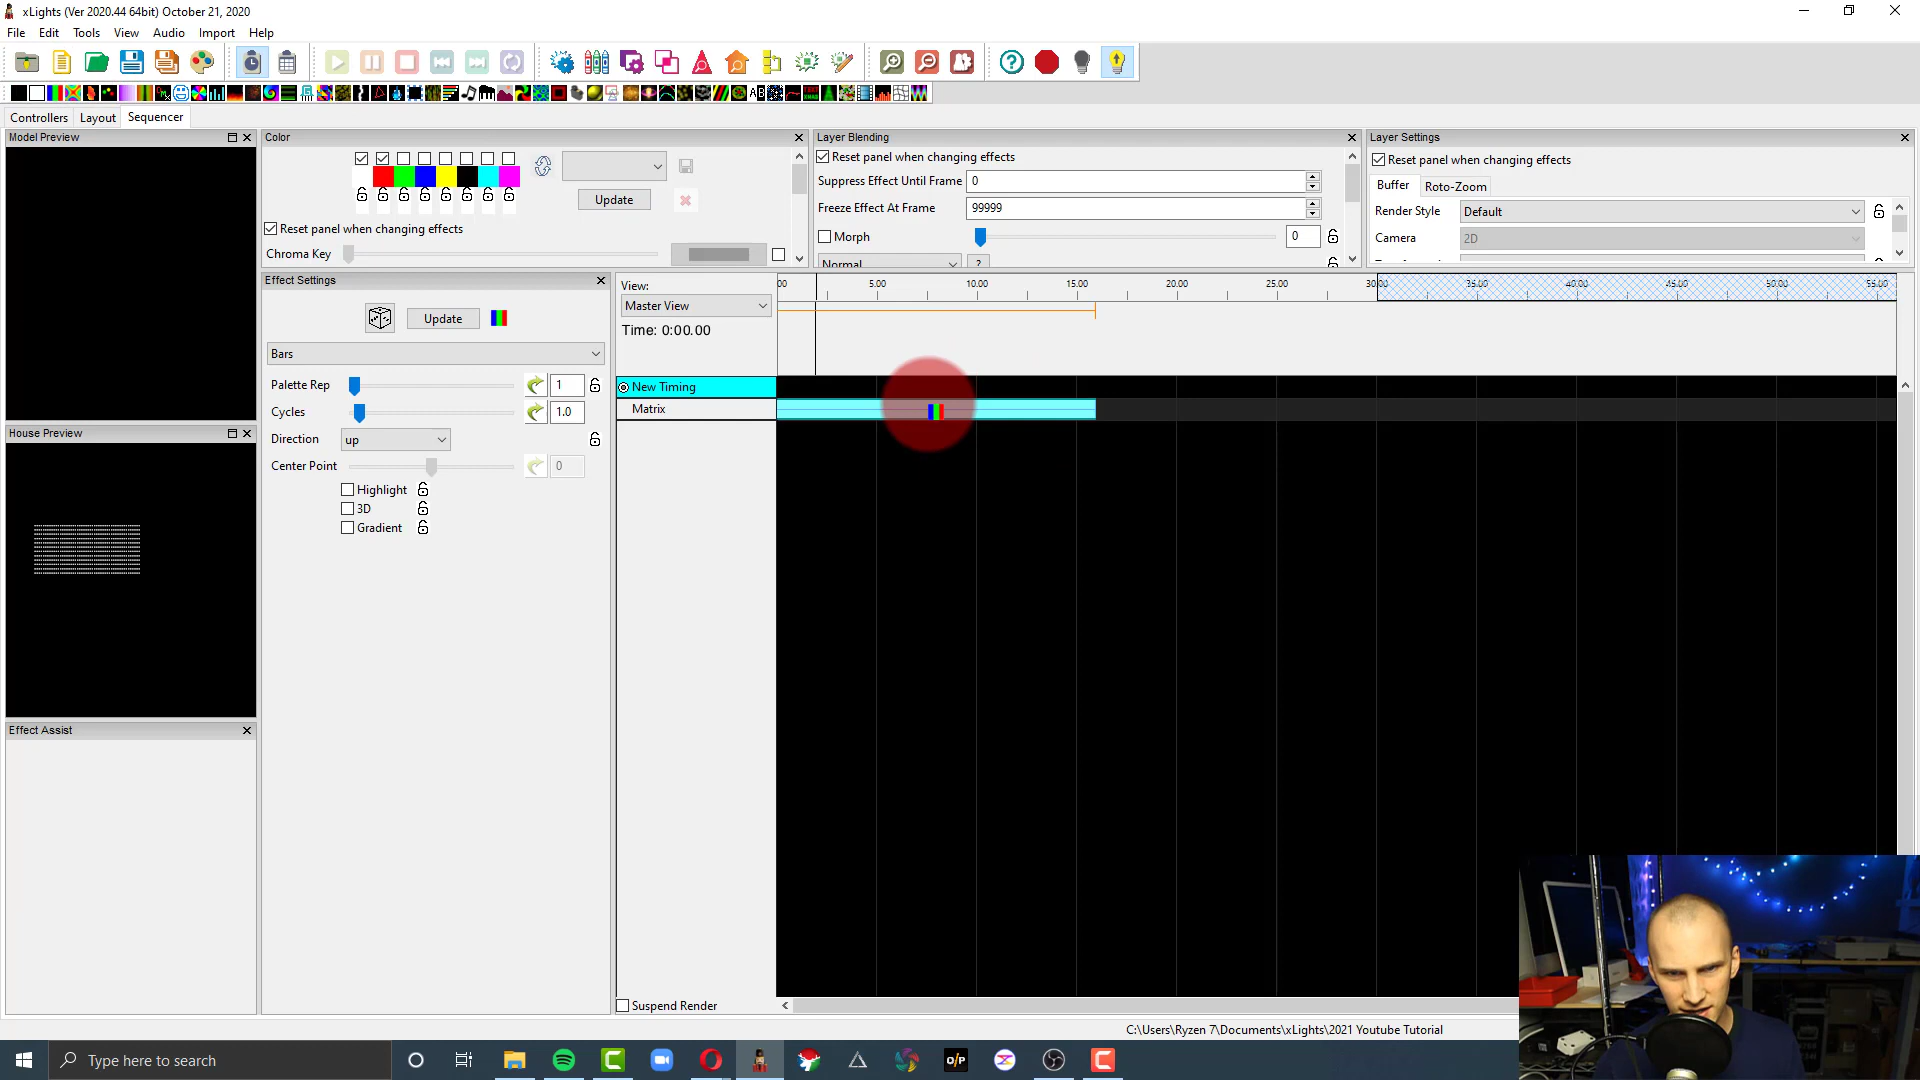 xLights (Ver 2020.44 64bit) October 21, 2020
File Edit Tools View Audio Import Help
Controllers Layout Sequencer
Model Preview
Color
Update
Reset panel when changing effects
Chroma Key
Layer Blending
Reset panel when changing effects
Suppress Effect Until Frame 0
Freeze Effect At Frame 99999
Morph 0
Normal ?
Layer Settings
Reset panel when changing effects
Buffer Roto-Zoom
Render Style Default
Camera 2D
Effect Settings
Update
Bars
Palette Rep 1
Cycles 1.0
Direction up
Center Point 0
Highlight
3D
Gradient
View:
Master View
Time: 0:00.00
00 5.00 10.00 15.00 20.00 25.00 30.00 35.00 40.00 45.00 50.00 55.00
New Timing
Matrix
House Preview
Effect Assist
Suspend Render
C:\Users\Ryzen 7\Documents\xLights\2021 Youtube Tutorial
Type here to search
O/P